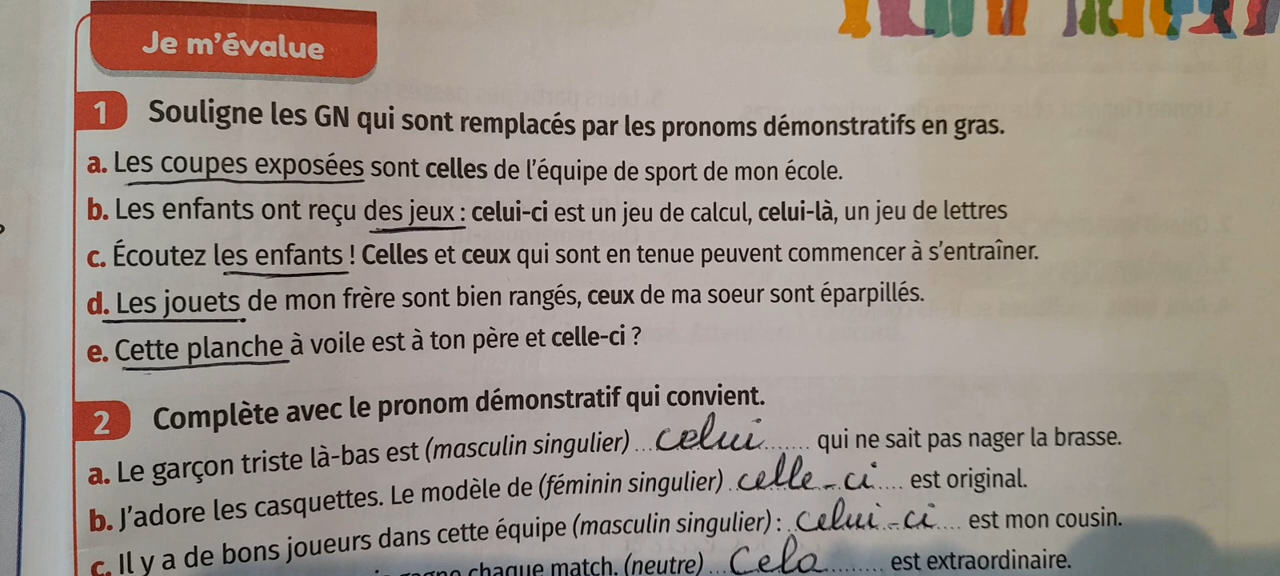 Je m'évalue
1 Souligne les GN qui sont remplacés par les pronoms démonstratifs en gras.
a. Les coupes exposées sont celles de l'équipe de sport de mon école.
b. Les enfants ont reçu des jeux : celui-ci est un jeu de calcul, celui-là, un jeu de lettres
c. Écoutez les enfants ! Celles et ceux qui sont en tenue peuvent commencer à s'entraîner.
d. Les jouets de mon frère sont bien rangés, ceux de ma soeur sont éparpillés.
e. Cette planche à voile est à ton père et celle-ci ?
2 Complète avec le pronom démonstratif qui convient.
a. Le garçon triste là-bas est (masculin singulier) celui qui ne sait pas nager la brasse.
b. J'adore les casquettes. Le modèle de (féminin singulier) celle-ci est original.
c. Il y a de bons joueurs dans cette équipe (masculin singulier) : celui-ci est mon cousin.
chaque match. (neutre) Cela est extraordinaire.